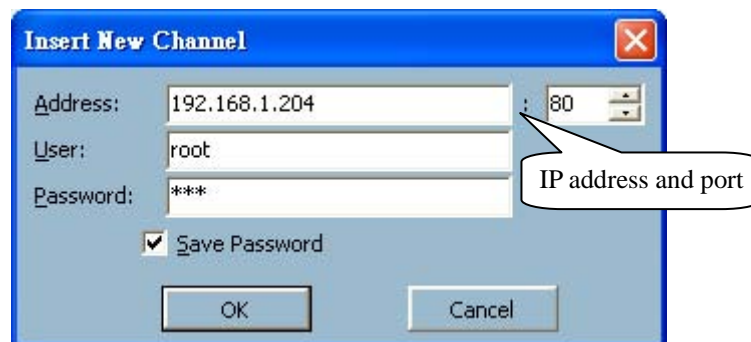 Insert New Channel
Address: 192.168.1.204 : 80
User: root
Password: ***
IP address and port
Save Password
OK Cancel